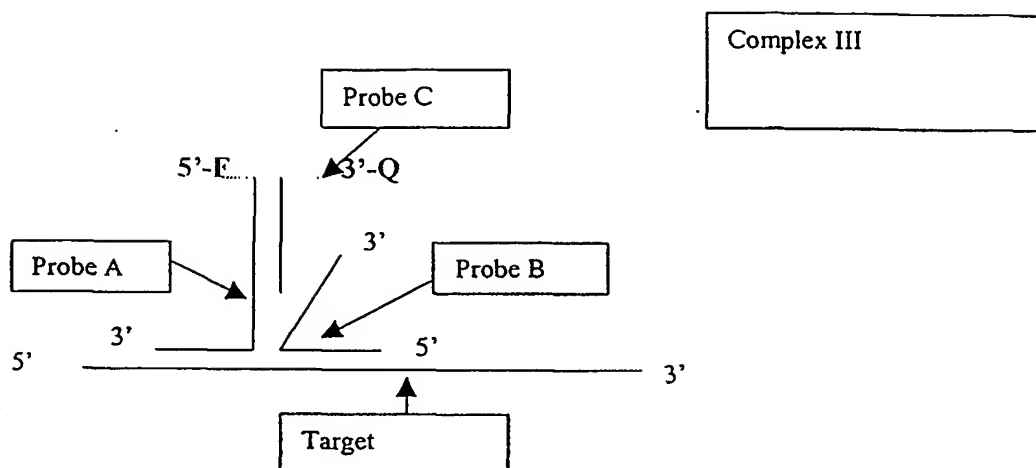 Complex III
Probe C
5'-F
3'-Q
3'
Probe A
Probe B
3'
5'
5'
3'
Target